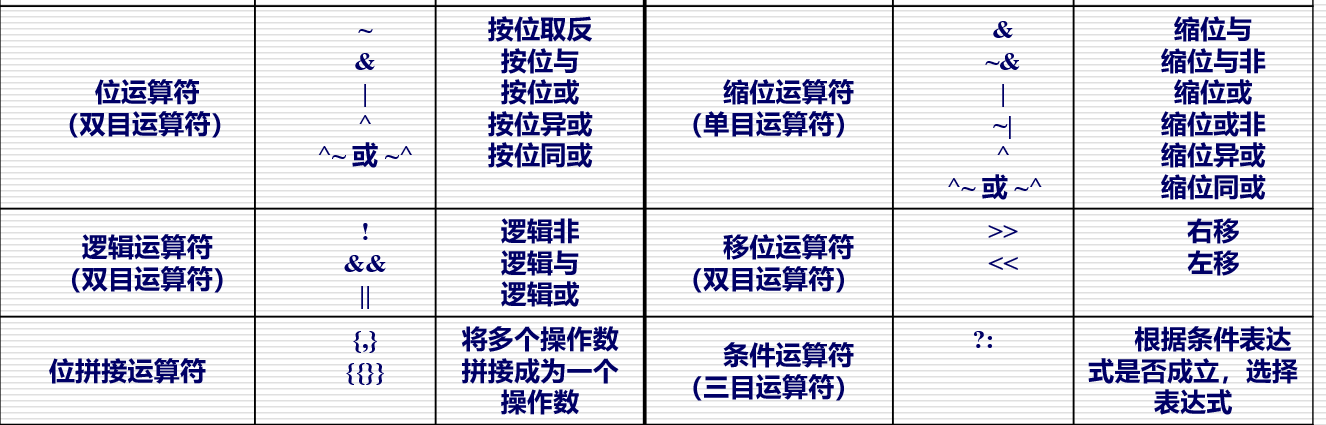 位运算符
（双目运算符）
~
&
|
^
^~ 或 ~^
按位取反
按位与
按位或
按位异或
按位同或
缩位运算符
（单目运算符）
&
~&
|
~|
^
^~ 或 ~^
缩位与
缩位与非
缩位或
缩位或非
缩位异或
缩位同或
逻辑运算符
（双目运算符）
!
&&
||
逻辑非
逻辑与
逻辑或
移位运算符
（双目运算符）
>>
<<
右移
左移
位拼接运算符
{,}
{{}}
将多个操作数
拼接成为一个
操作数
条件运算符
（三目运算符）
?:
根据条件表达
式是否成立，选择
表达式